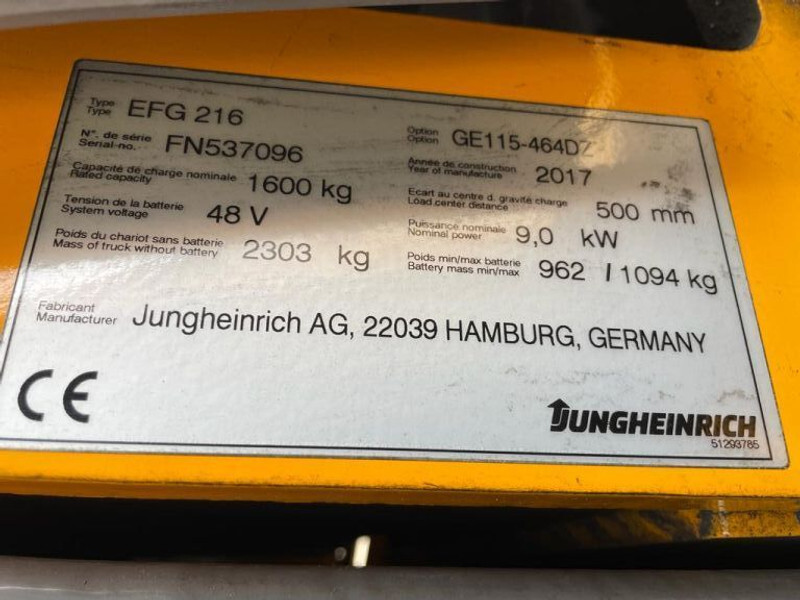 Type
Type EFG 216
Option
Option GE115-464DZ
N°. de série
Serial-no. FN537096
Année de construction
Year of manufacture 2017
Capacité de charge nominale
Rated capacity 1600 kg
Ecart au centre d. gravité charge
Load center distance 500 mm
Tension de la batterie
System voltage 48 V
Puissance nominale
Nominal power 9,0 kW
Poids du chariot sans batterie
Mass of truck without battery 2303 kg
Poids min/max batterie
Battery mass min/max 962 / 1094 kg
Fabricant
Manufacturer Jungheinrich AG, 22039 HAMBURG, GERMANY
CE
JUNGHEINRICH
51293785